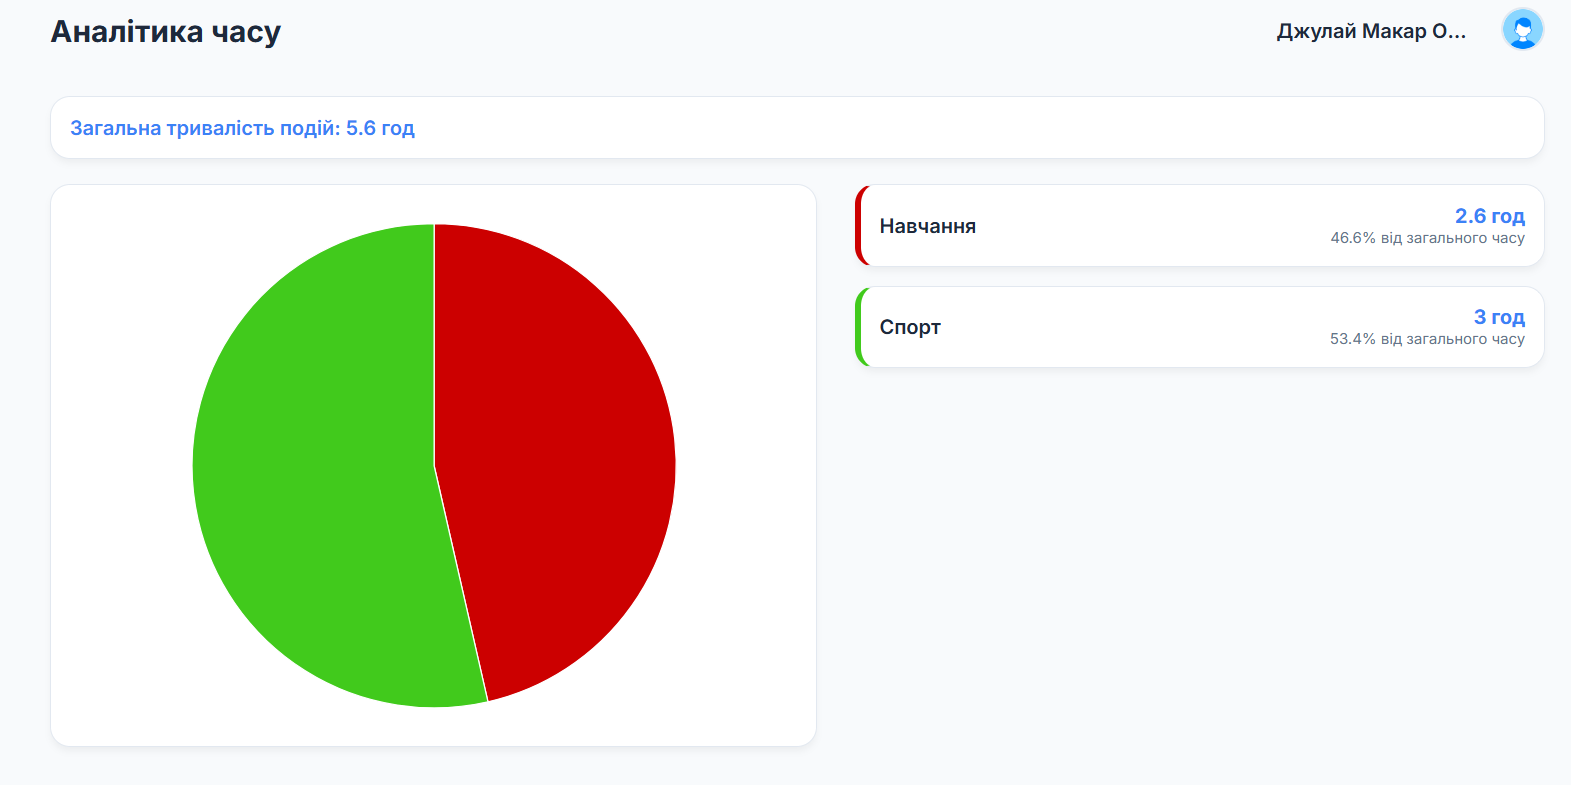 Аналітика часу
Джулай Макар О...
Загальна тривалість подій: 5.6 год
Навчання
2.6 год
46.6% від загального часу
Спорт
3 год
53.4% від загального часу